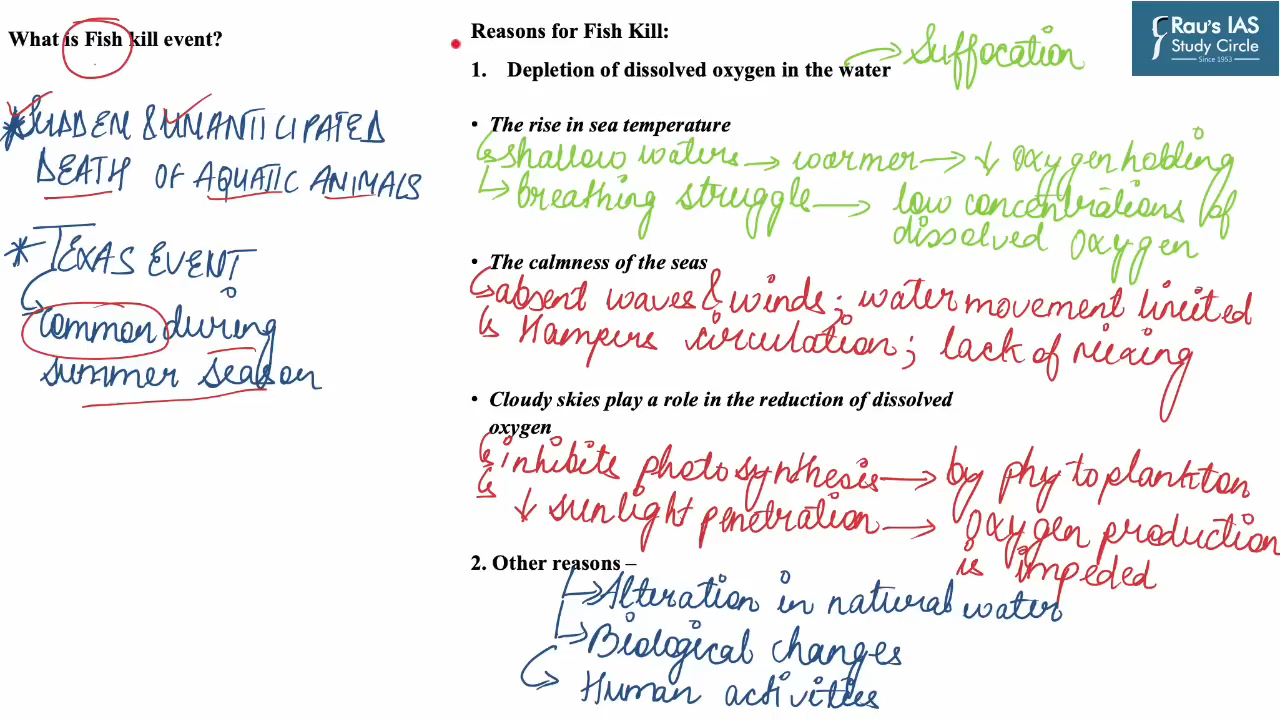 What is Fish kill event?
SUDDEN & UNANTICIPATED
DEATH OF AQUATIC ANIMALS
TEXAS EVENT
common during
summer season
Reasons for Fish Kill:
1. Depletion of dissolved oxygen in the water
Suffocation
• The rise in sea temperature
shallow waters → warmer → ↓ oxygen holding
breathing struggle → low concentrations of
dissolved oxygen
• The calmness of the seas
absent waves & winds; water movement limited
Hampers circulation; lack of mixing
• Cloudy skies play a role in the reduction of dissolved
oxygen
inhibits photosynthesis → by phytoplankton
↓ sunlight penetration → oxygen production
is impeded
2. Other reasons –
Alteration in natural water
Biological changes
Human activities
Rau's IAS
Study Circle
Since 1953